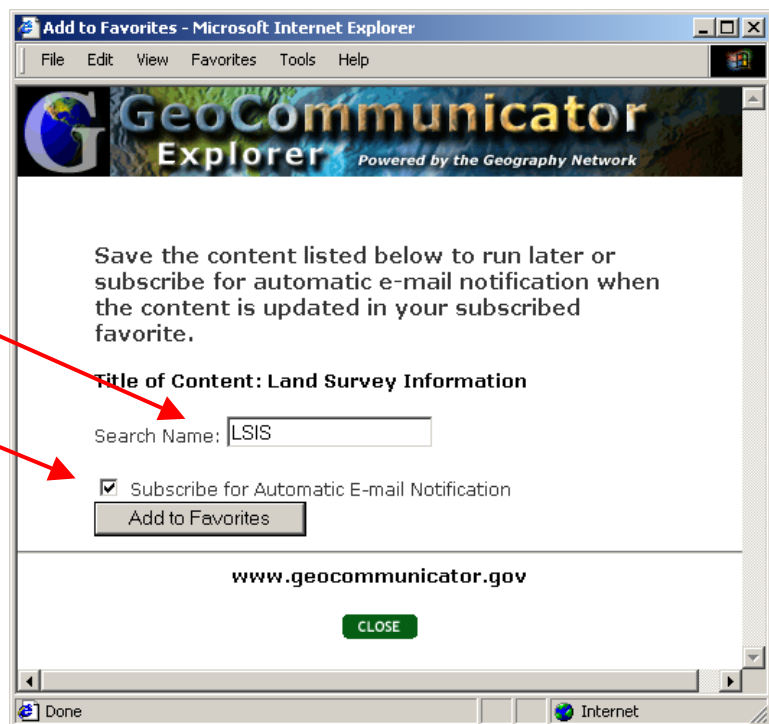 Add to Favorites - Microsoft Internet Explorer
File Edit View Favorites Tools Help
G GeoCommunicator
Explorer Powered by the Geography Network
Save the content listed below to run later or
subscribe for automatic e-mail notification when
the content is updated in your subscribed
favorite.
Title of Content: Land Survey Information
Search Name: LSIS
Subscribe for Automatic E-mail Notification
Add to Favorites
www.geocommunicator.gov
CLOSE
Done Internet